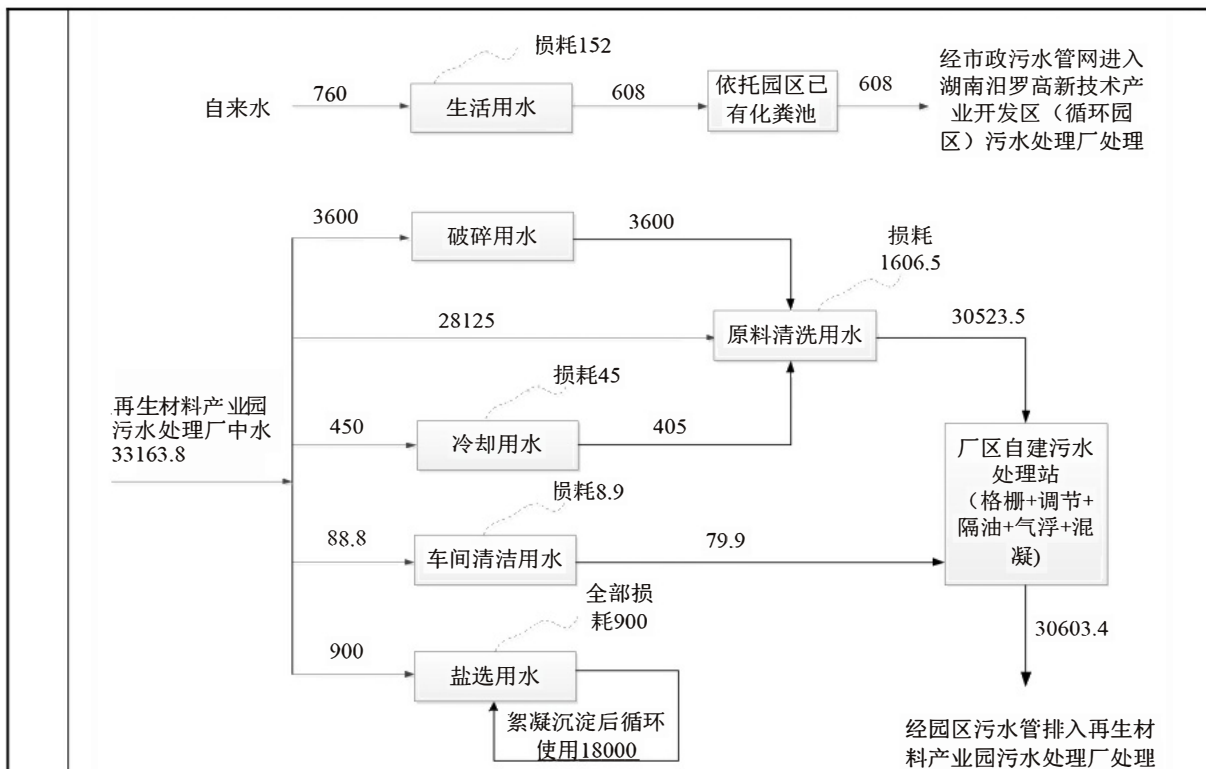 损耗152
自来水
760
生活用水
608
依托园区已
有化粪池
608
经市政污水管网进入
湖南汨罗高新技术产
业开发区（循环园
区）污水处理厂处理
3600
破碎用水
3600
损耗
1606.5
28125
原料清洗用水
30523.5
再生材料产业园
污水处理厂中水
33163.8
损耗45
450
冷却用水
405
厂区自建污水
处理站
（格栅+调节+
隔油+气浮+混
凝)
损耗8.9
88.8
车间清洁用水
79.9
全部损
耗900
900
盐选用水
30603.4
絮凝沉淀后循环
使用18000
经园区污水管排入再生材
料产业园污水处理厂处理